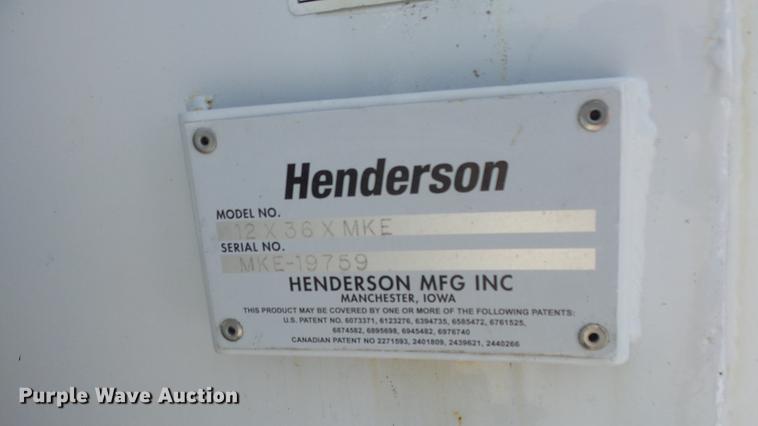 Henderson
MODEL NO.
12 X 36 X MKE
SERIAL NO.
MKE-19759
HENDERSON MFG INC
MANCHESTER, IOWA
THIS PRODUCT MAY BE COVERED BY ONE OR MORE OF THE FOLLOWING PATENTS:
U.S. PATENT NO. 6073371, 6123276, 6394735, 6585472, 6761525,
6874582, 6895698, 6945482, 6976740
CANADIAN PATENT NO 2271593, 2401809, 2439621, 2440266
Purple Wave Auction